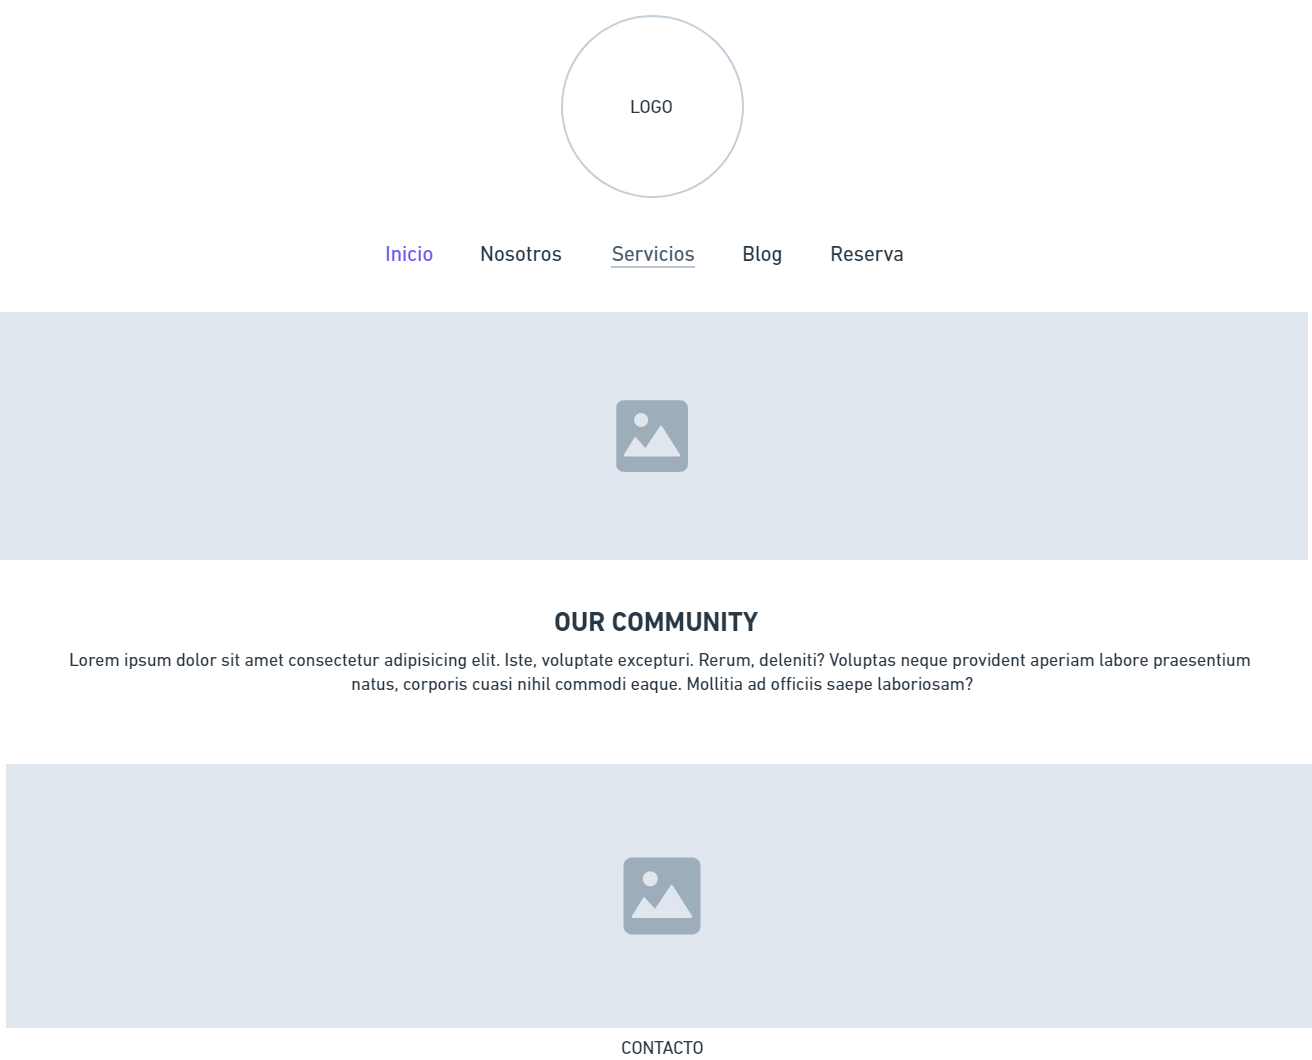 LOGO
Inicio Nosotros Servicios Blog Reserva
OUR COMMUNITY
Lorem ipsum dolor sit amet consectetur adipisicing elit. Iste, voluptate excepturi. Rerum, deleniti? Voluptas neque provident aperiam labore praesentium
natus, corporis cuasi nihil commodi eaque. Mollitia ad officiis saepe laboriosam?
CONTACTO